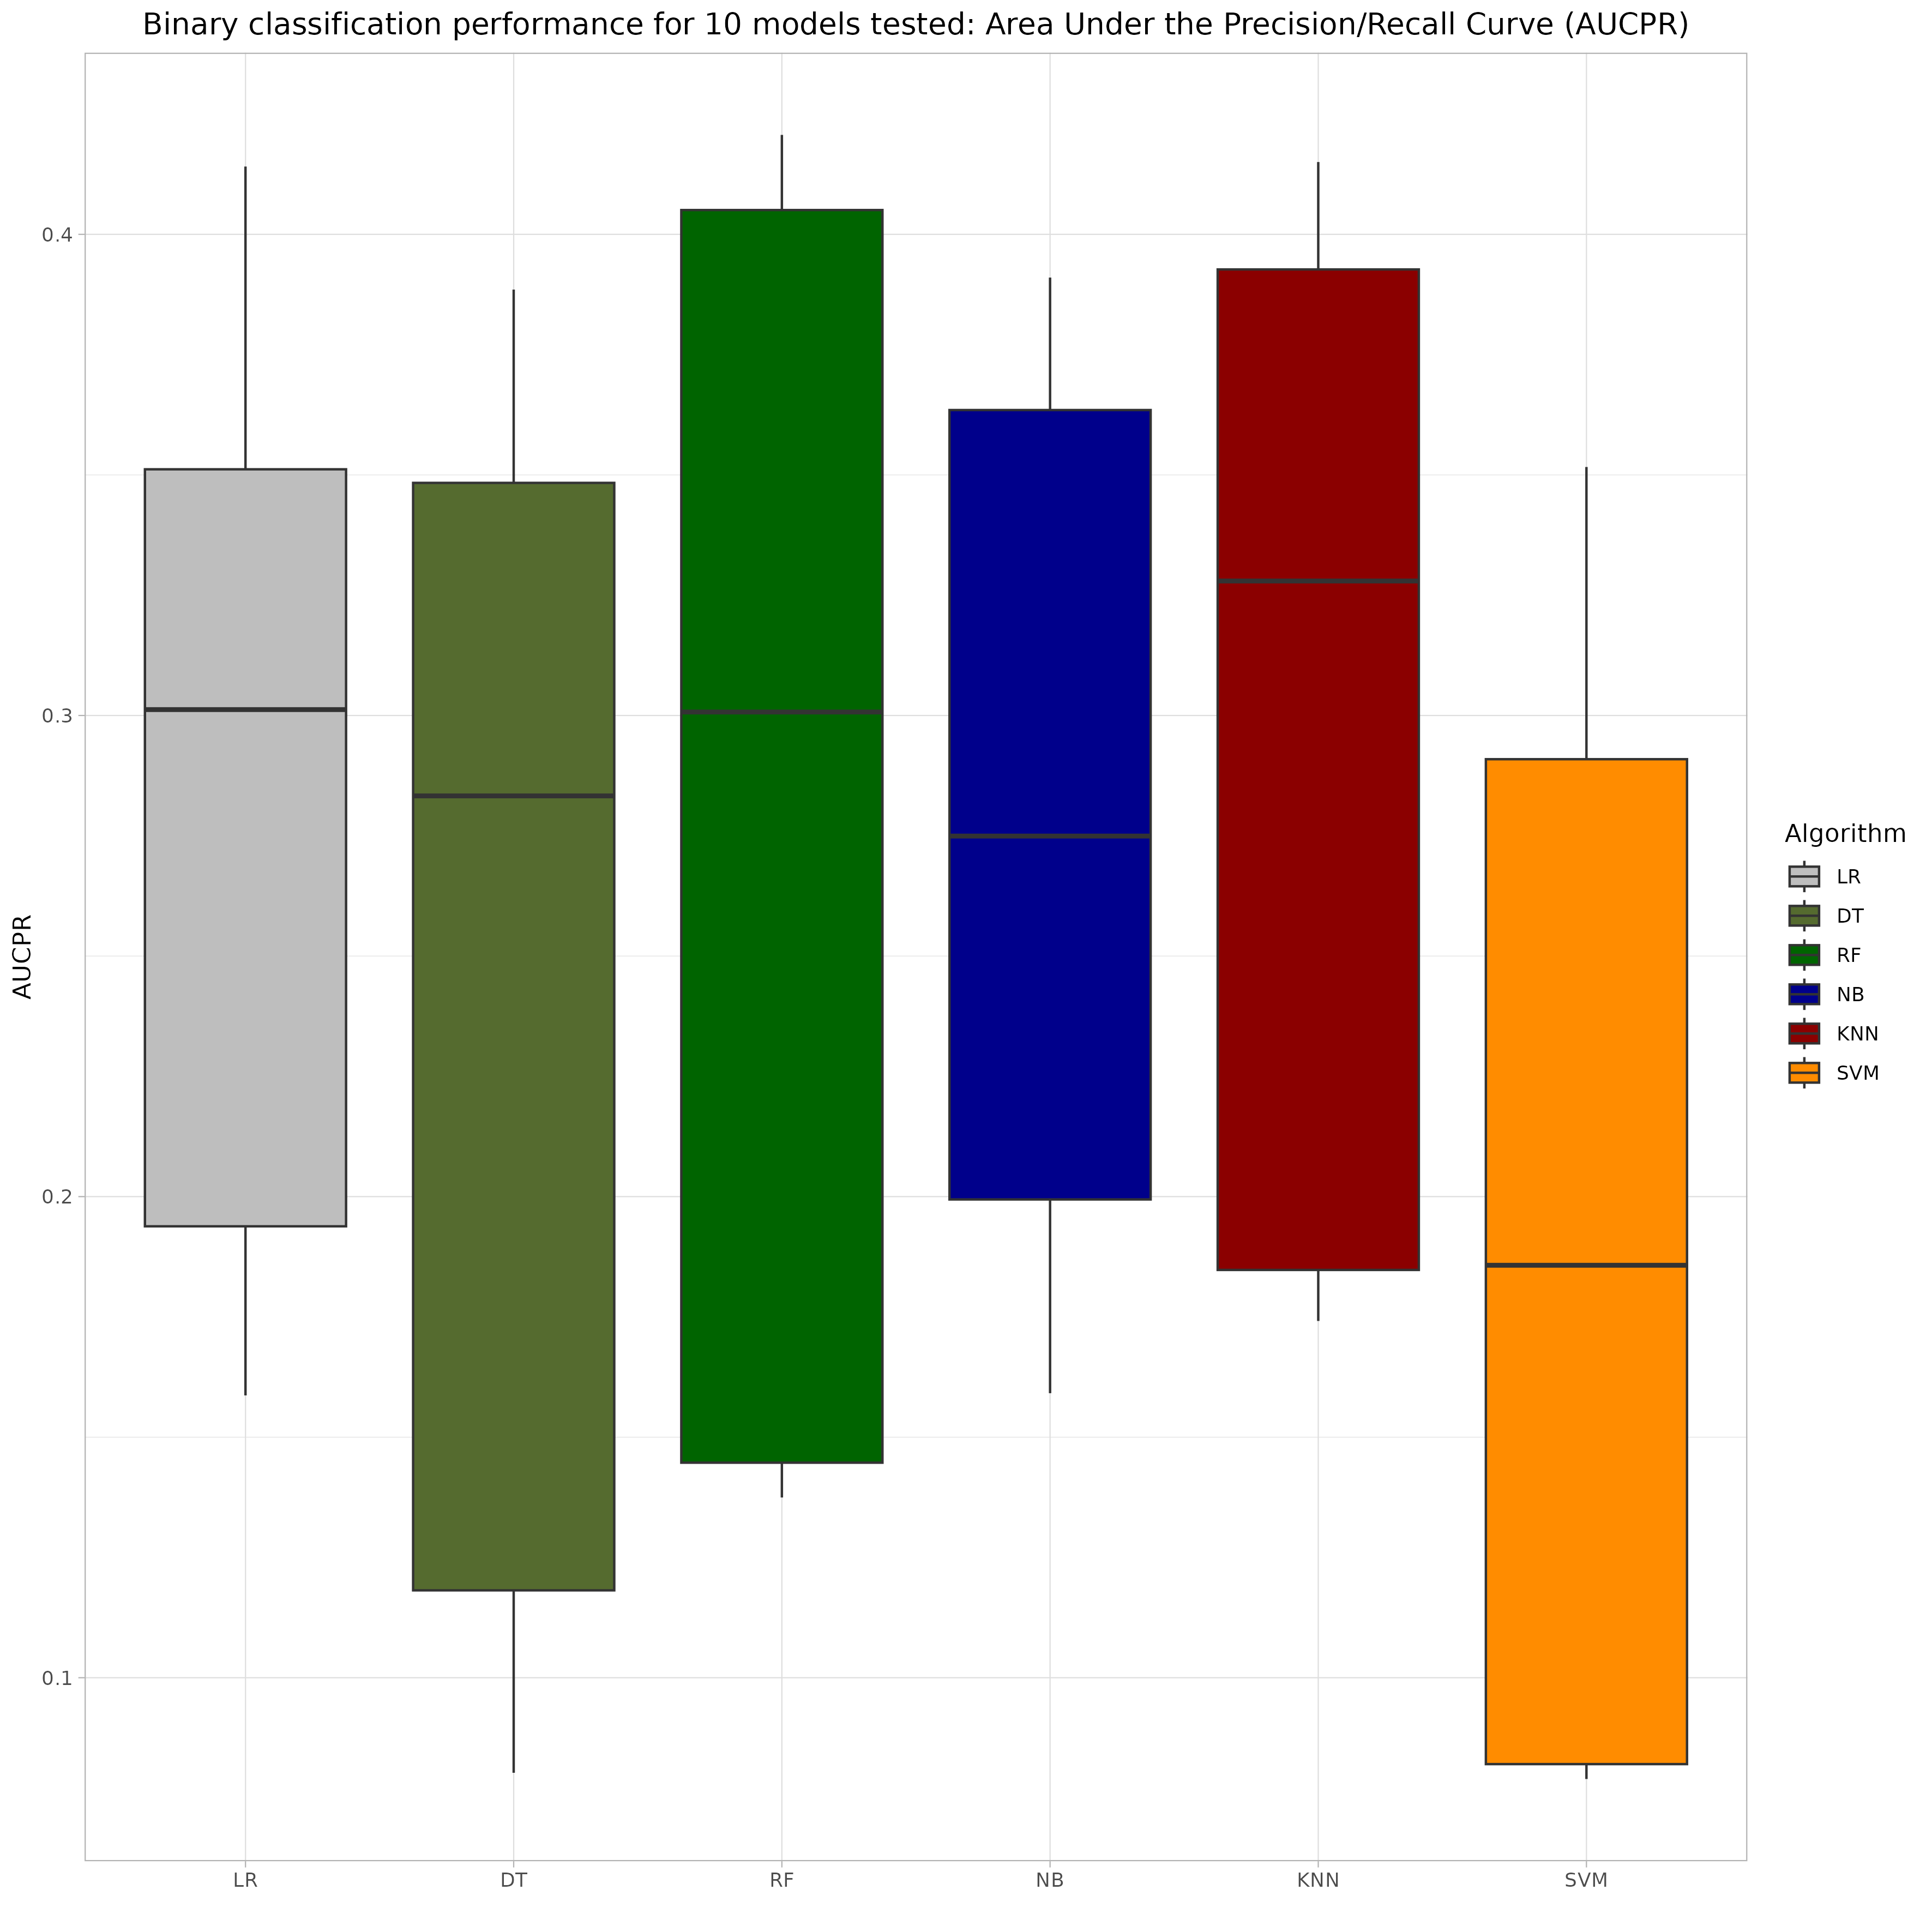 Binary classification performance for 10 models tested: Area Under the Precision/Recall Curve (AUCPR)
0.4
0.3
0.2
0.1
AUCPR
LR DT RF NB KNN SVM
Algorithm
LR
DT
RF
NB
KNN
SVM